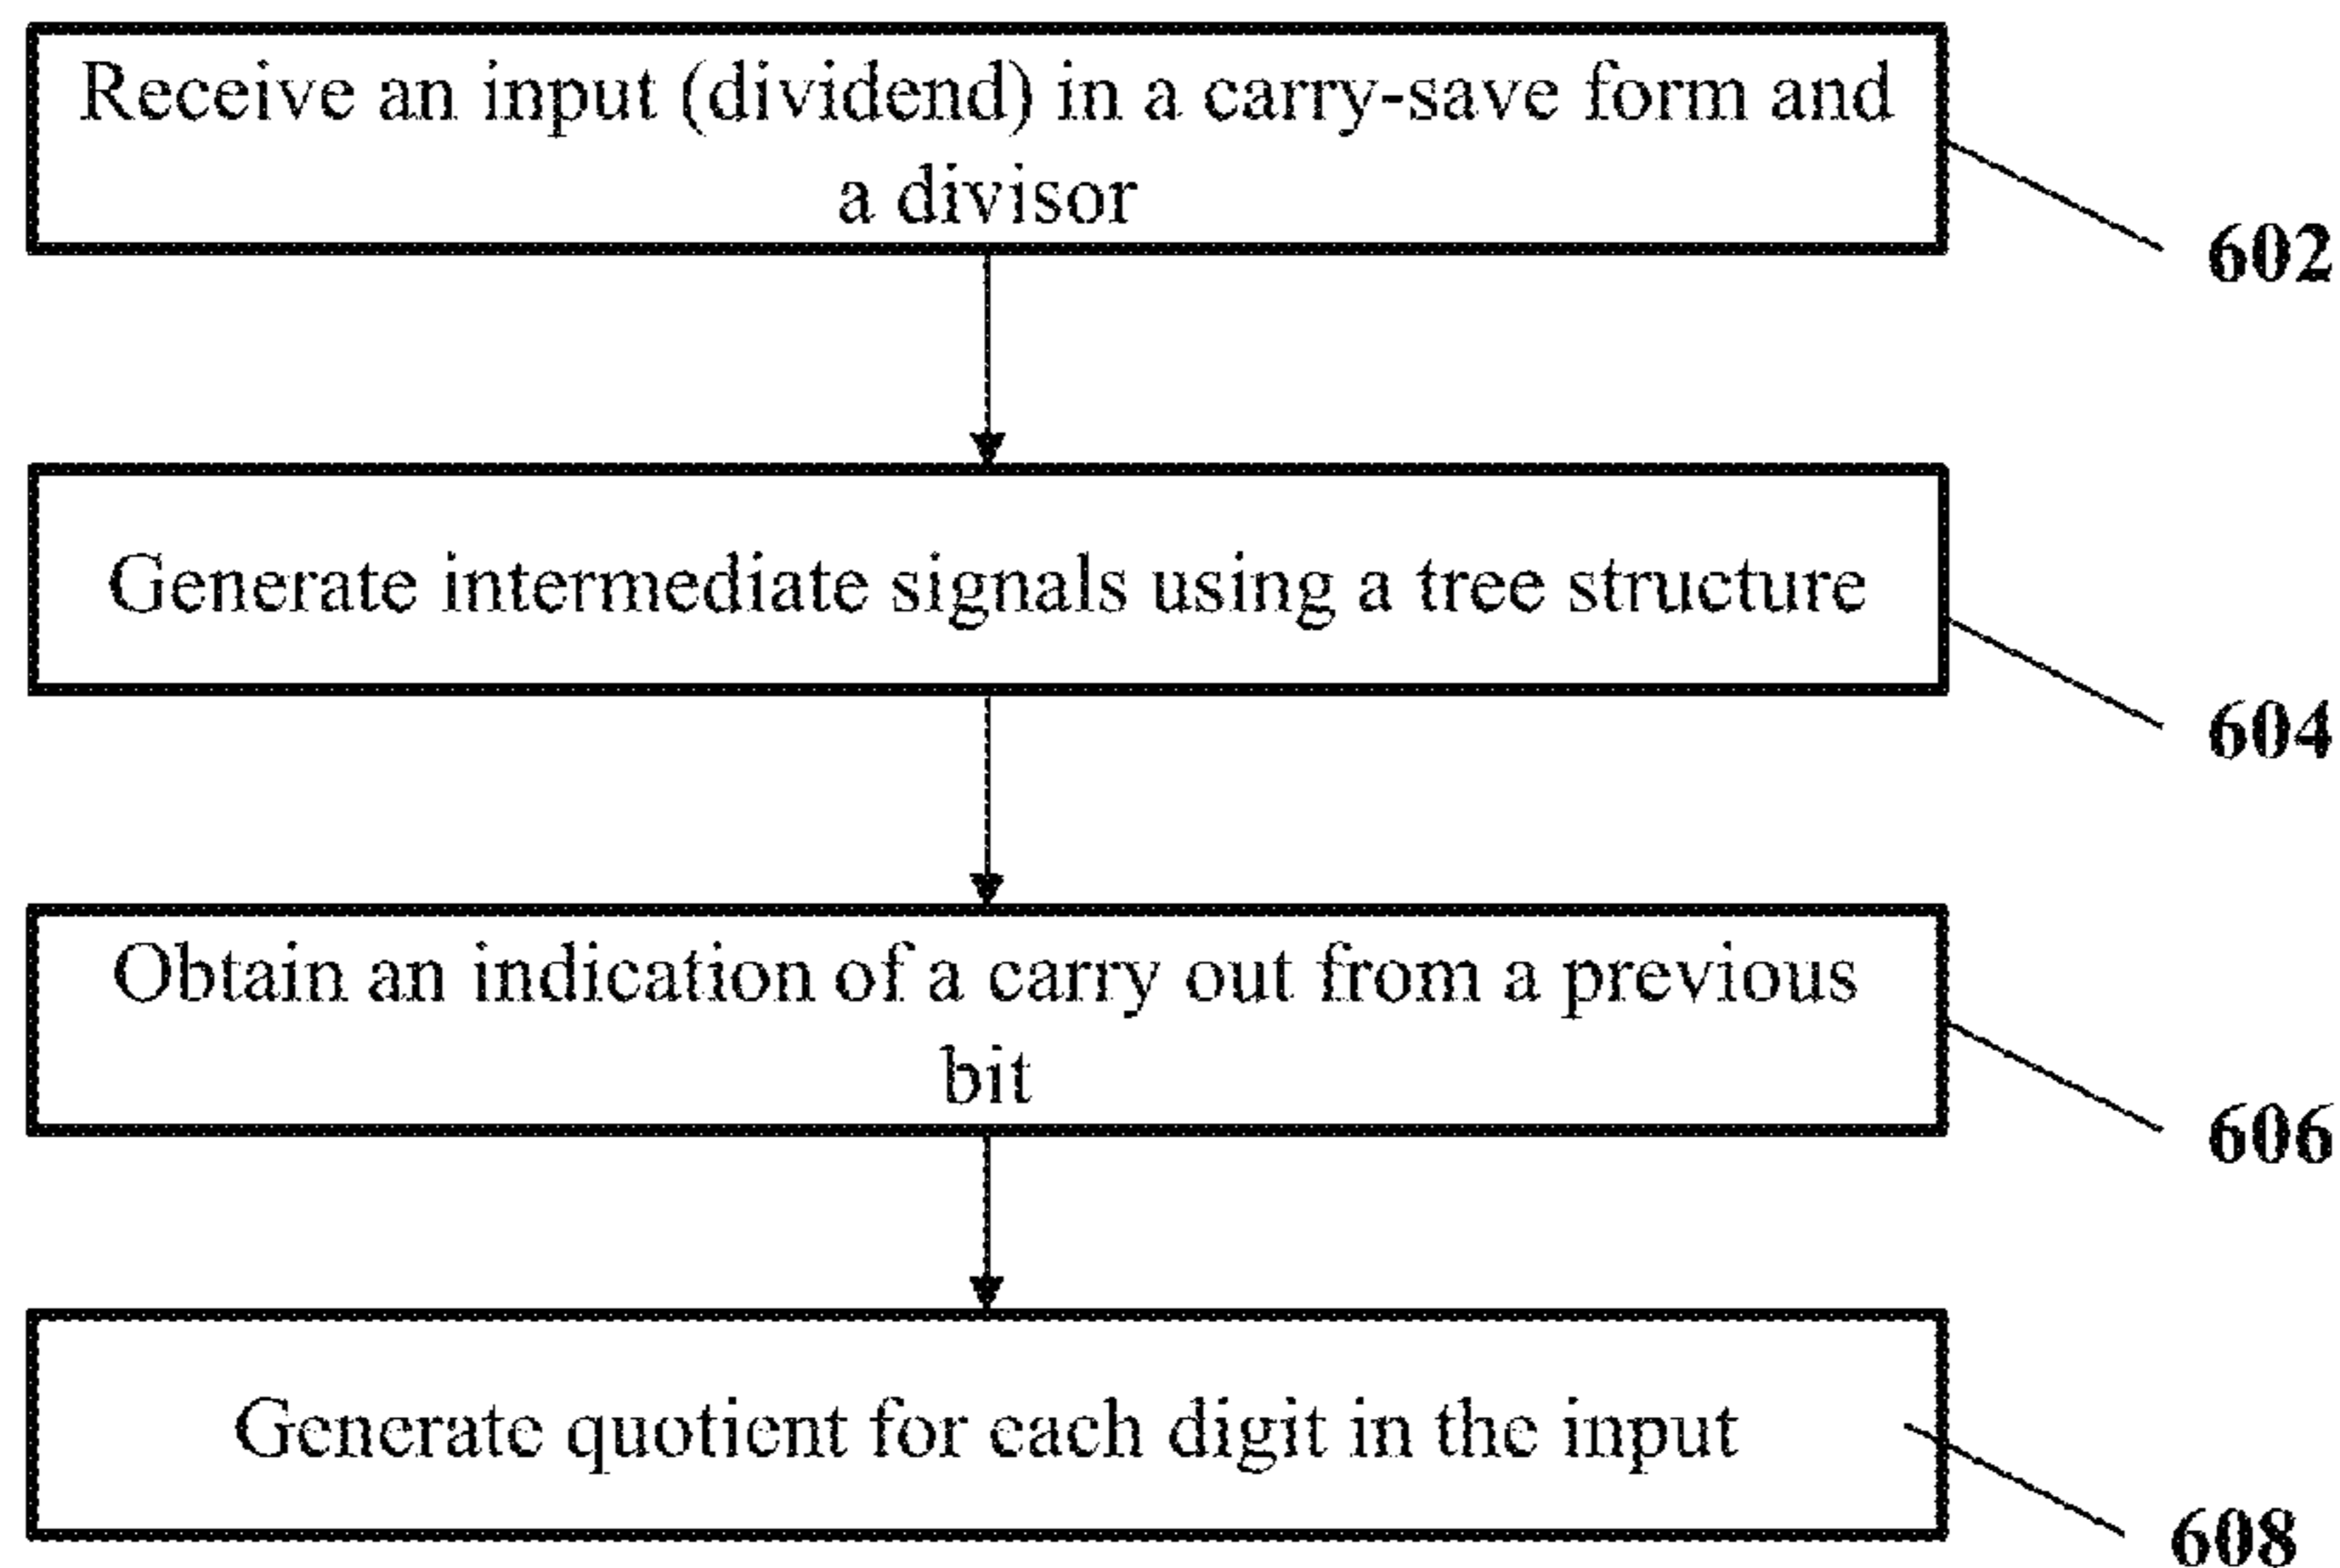 Receive an input (dividend) in a carry-save form and
a divisor
602
Generate intermediate signals using a tree structure
604
Obtain an indication of a carry out from a previous
bit
606
Generate quotient for each digit in the input
608